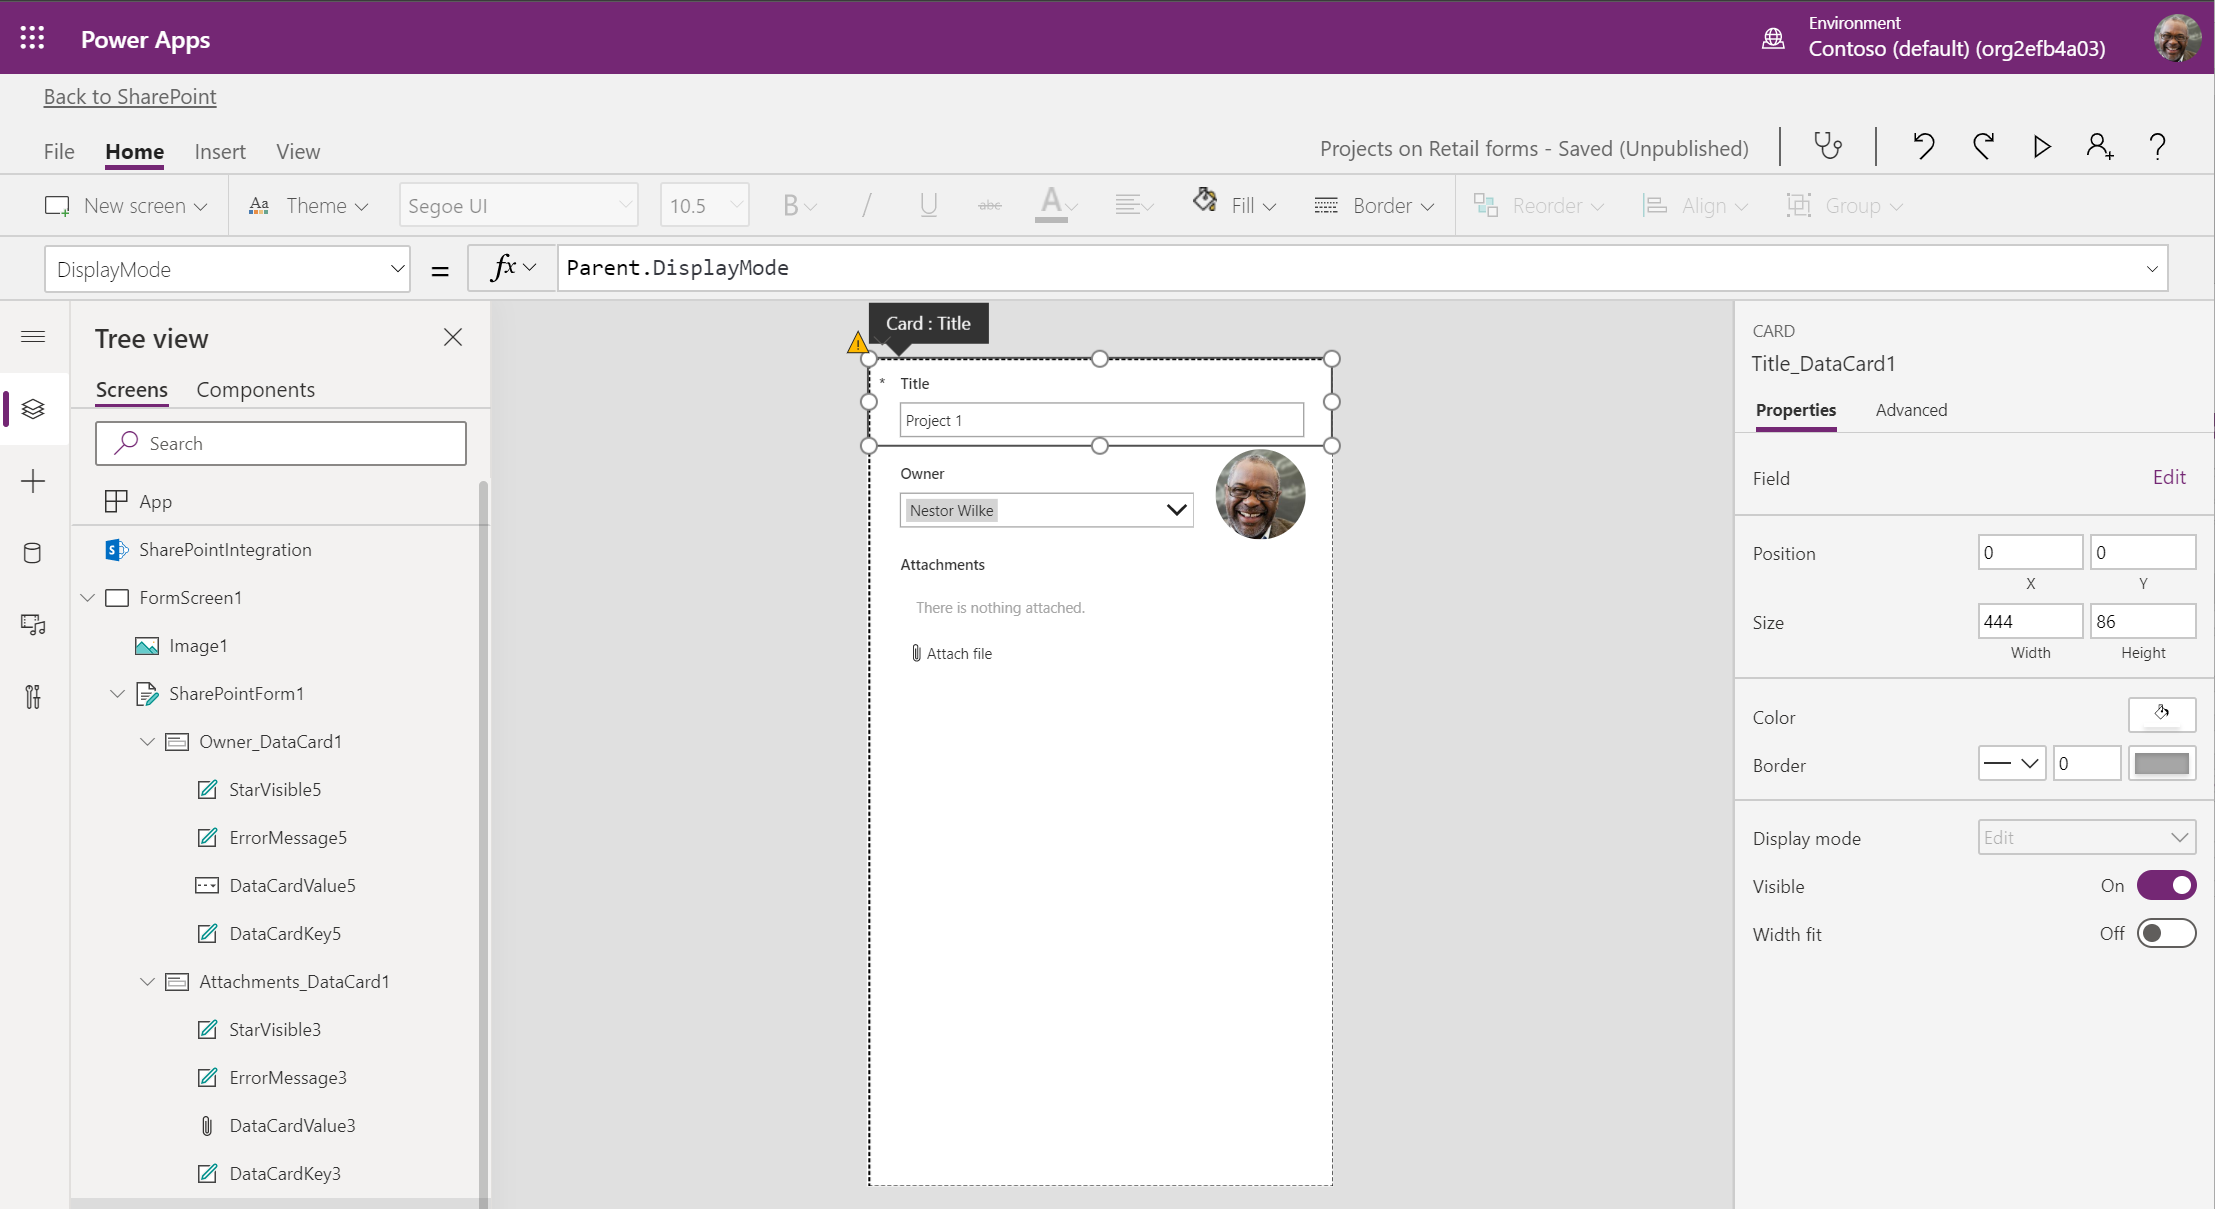 Power Apps
Environment
Contoso (default) (org2efb4a03)
Back to SharePoint
File Home Insert View
Projects on Retail forms - Saved (Unpublished)
New screen Aa Theme Segoe UI 10.5 B / U abc A Fill Border Reorder Align Group
DisplayMode = fx Parent.DisplayMode
Tree view
Screens Components
Search
App
SharePointIntegration
FormScreen1
Image1
SharePointForm1
Owner_DataCard1
StarVisible5
ErrorMessage5
DataCardValue5
DataCardKey5
Attachments_DataCard1
StarVisible3
ErrorMessage3
DataCardValue3
DataCardKey3
Card : Title
* Title
Project 1
Owner
Nestor Wilke
Attachments
There is nothing attached.
Attach file
CARD
Title_DataCard1
Properties Advanced
Field Edit
Position 0 0
X Y
Size 444 86
Width Height
Color
Border 0
Display mode Edit
Visible On
Width fit Off